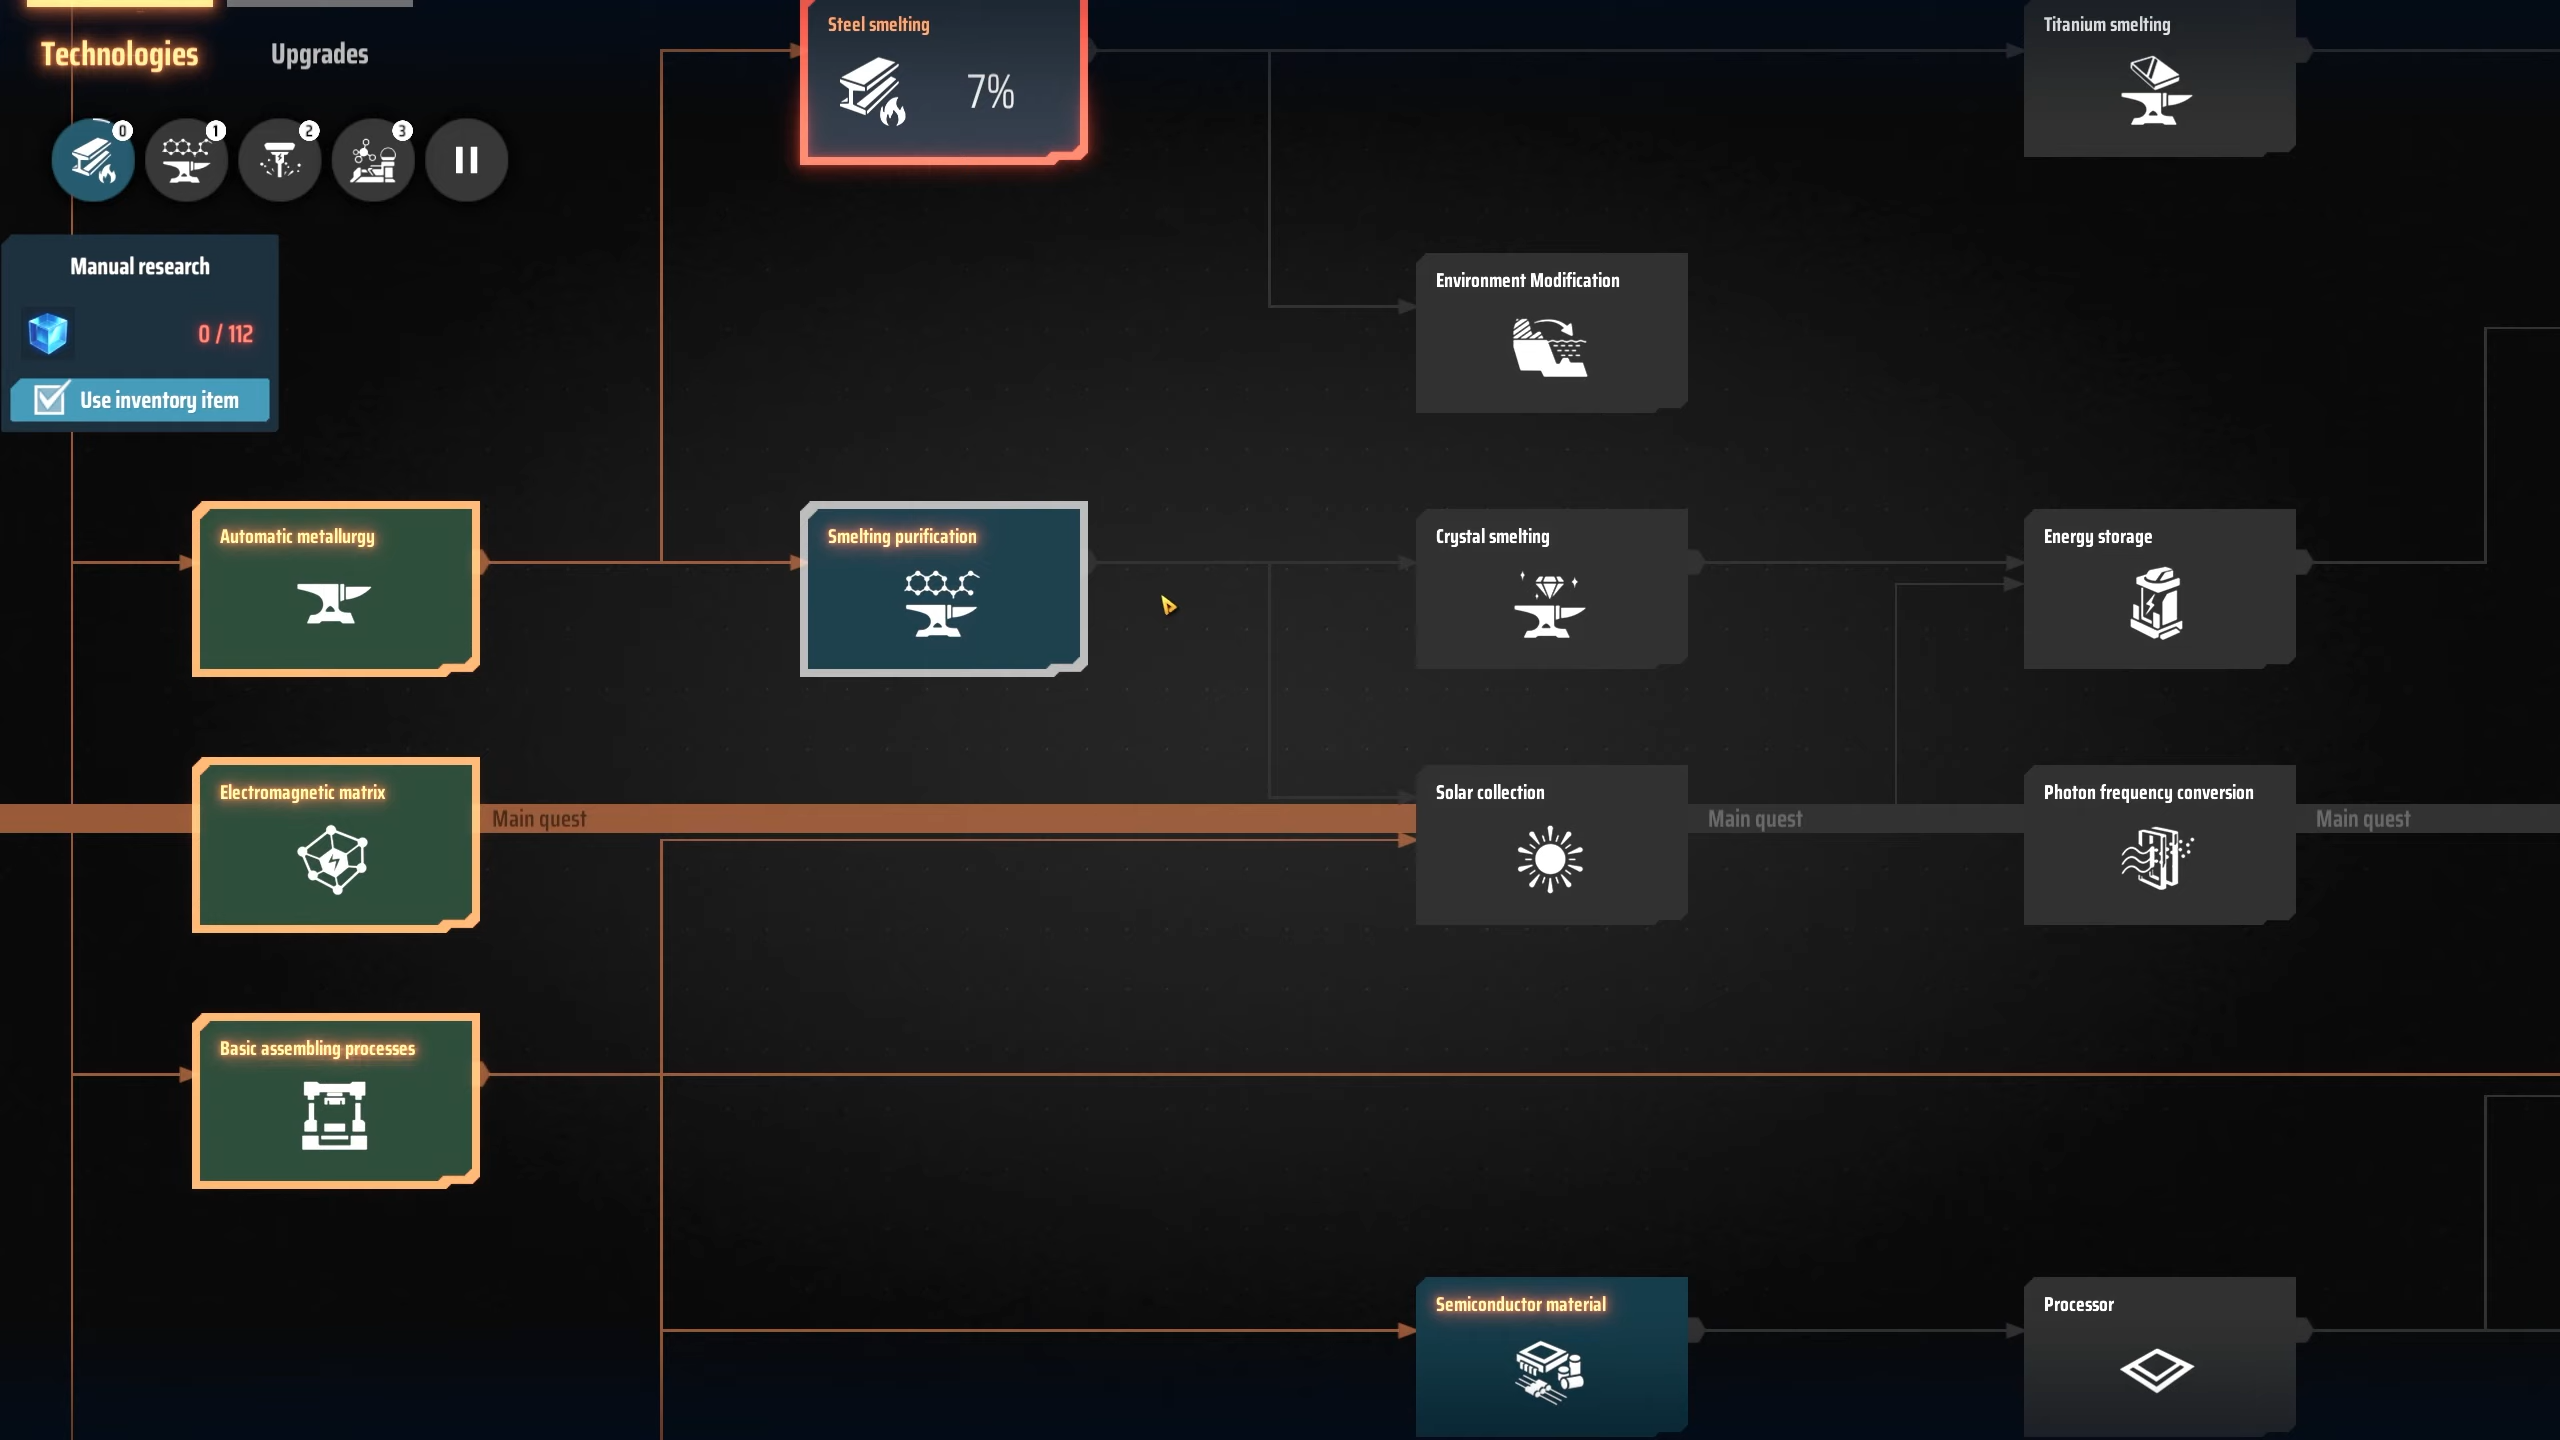 Technologies
Upgrades
0
1
2
3
Manual research
0 / 112
Use inventory item
Steel smelting
7%
Titanium smelting
Environment Modification
Automatic metallurgy
Smelting purification
Crystal smelting
Energy storage
Electromagnetic matrix
Main quest
Solar collection
Main quest
Photon frequency conversion
Main quest
Basic assembling processes
Semiconductor material
Processor